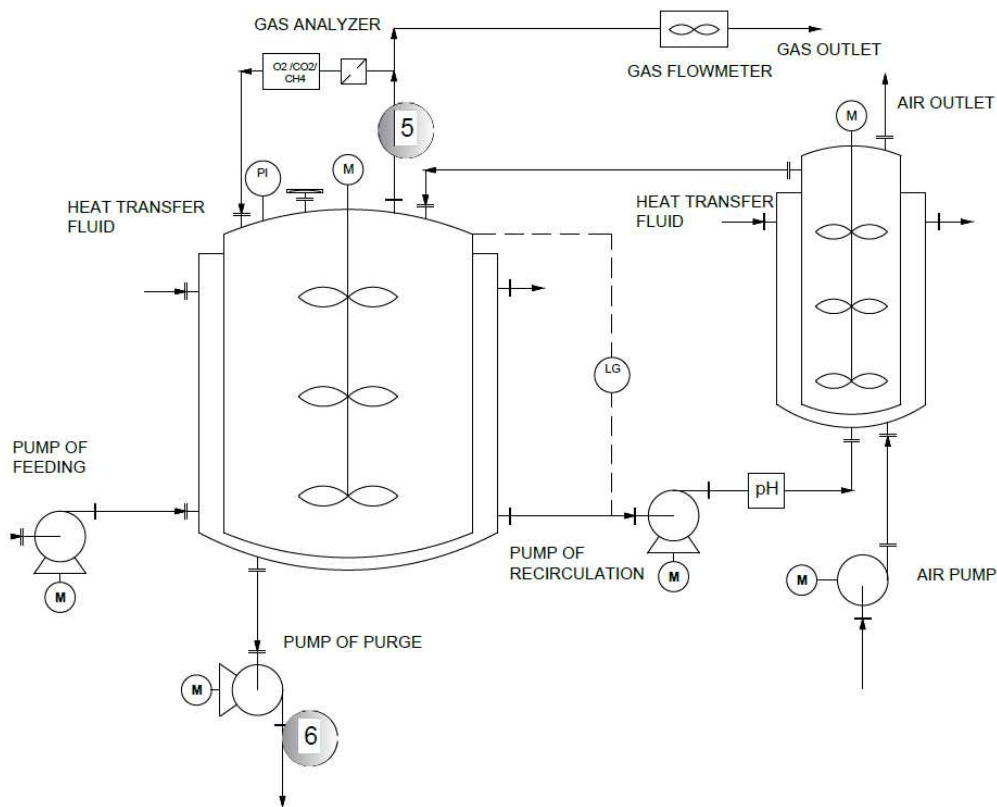 GAS ANALYZER
O2 /CO2/
CH4
GAS OUTLET
GAS FLOWMETER
5
AIR OUTLET
M
PI
M
HEAT TRANSFER
FLUID
HEAT TRANSFER
FLUID
LG
PUMP OF
FEEDING
pH
PUMP OF
RECIRCULATION
M
M
M
AIR PUMP
PUMP OF PURGE
M
6